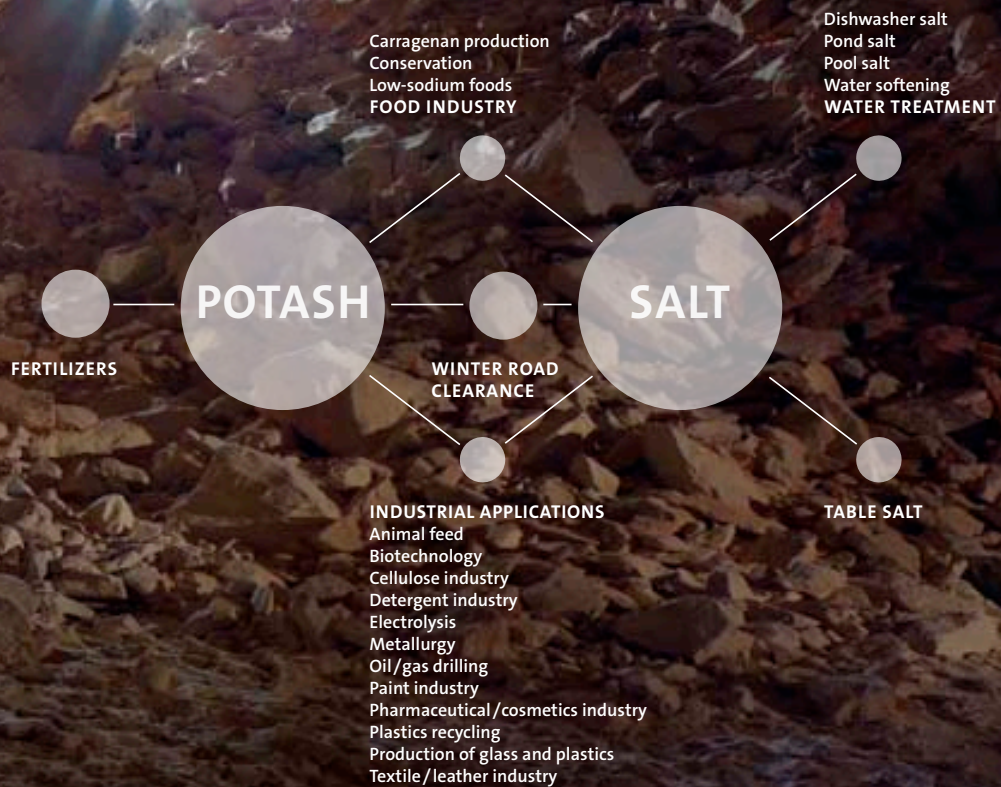 Carragenan production
Conservation
Low-sodium foods
FOOD INDUSTRY
Dishwasher salt
Pond salt
Pool salt
Water softening
WATER TREATMENT
POTASH
SALT
FERTILIZERS
WINTER ROAD
CLEARANCE
INDUSTRIAL APPLICATIONS
Animal feed
Biotechnology
Cellulose industry
Detergent industry
Electrolysis
Metallurgy
Oil/gas drilling
Paint industry
Pharmaceutical/cosmetics industry
Plastics recycling
Production of glass and plastics
Textile/leather industry
TABLE SALT